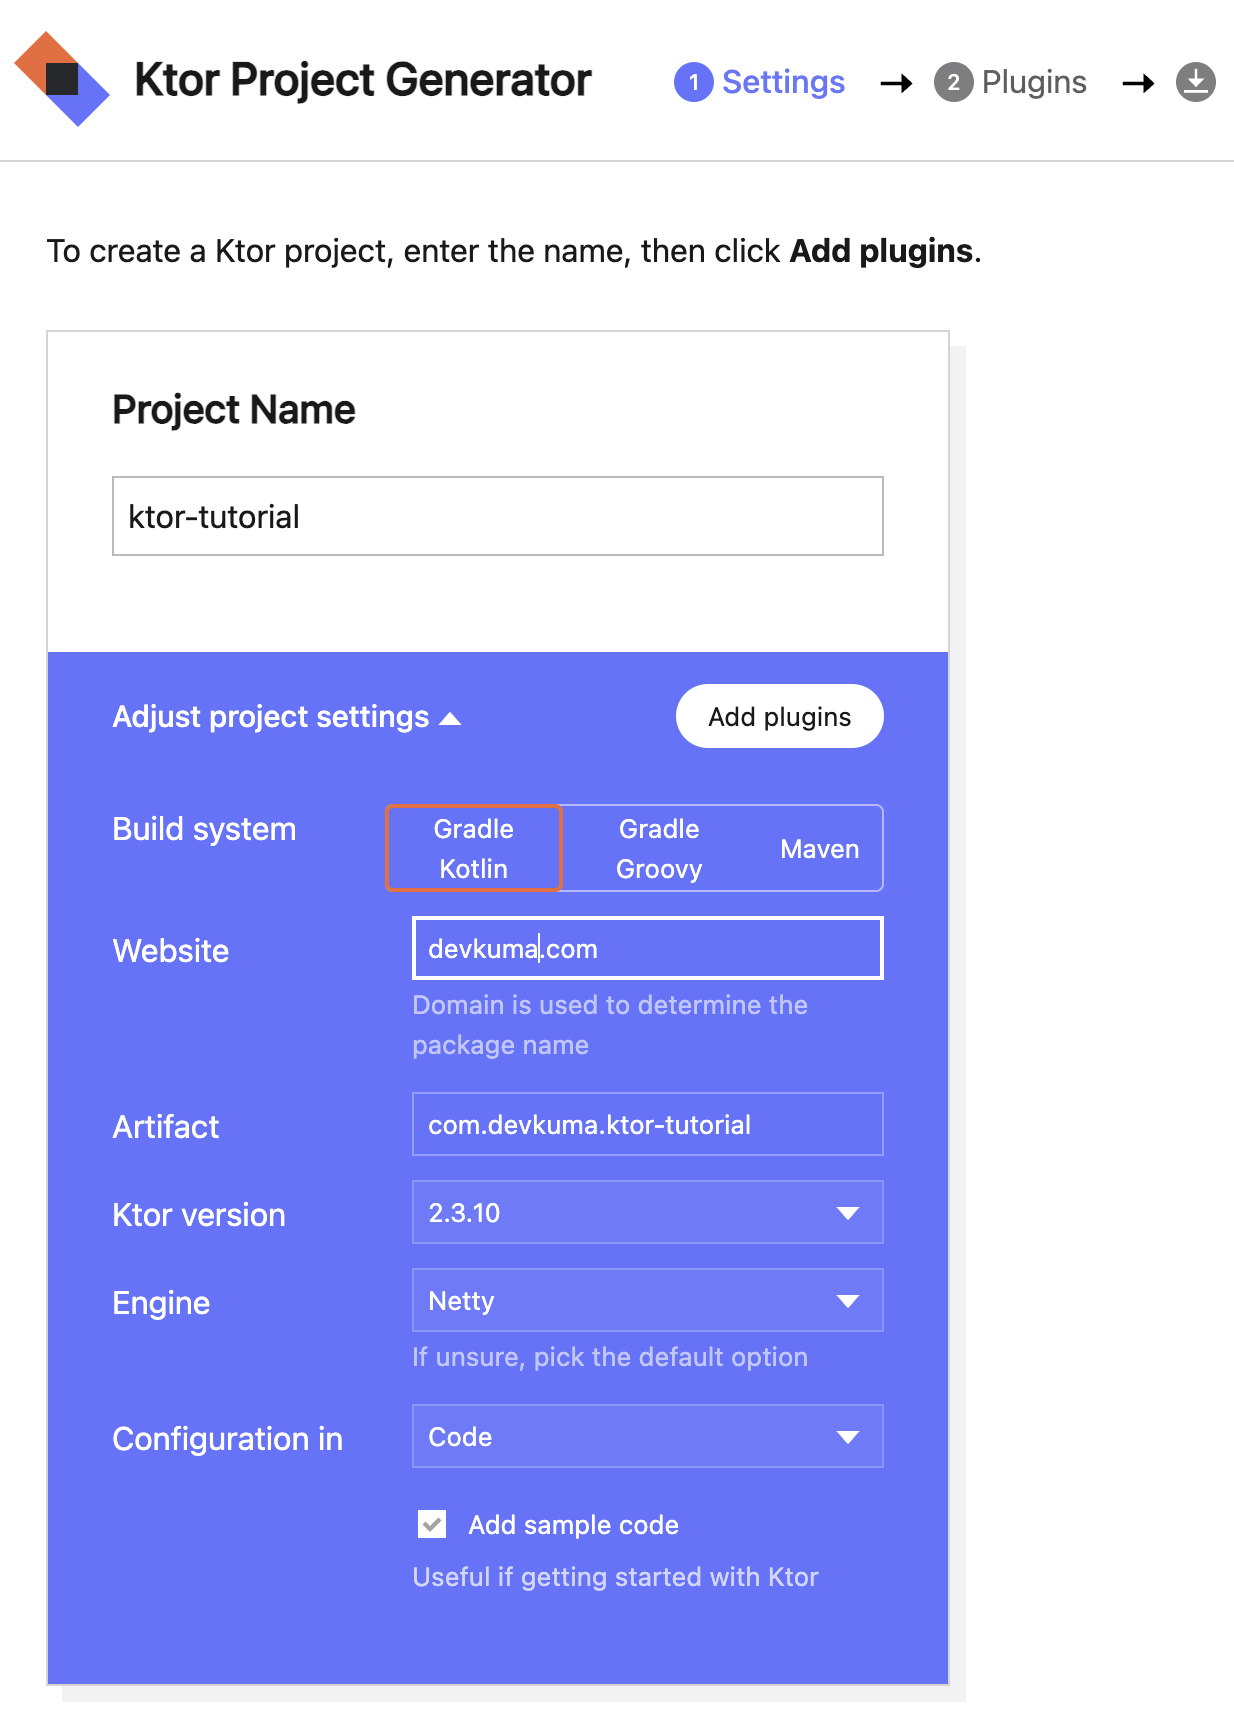 Ktor Project Generator
1 Settings → 2 Plugins →
To create a Ktor project, enter the name, then click Add plugins.
Project Name
ktor-tutorial
Adjust project settings
Add plugins
Build system
Gradle Kotlin
Gradle Groovy
Maven
Website
devkuma.com
Domain is used to determine the
package name
Artifact
com.devkuma.ktor-tutorial
Ktor version
2.3.10
Engine
Netty
If unsure, pick the default option
Configuration in
Code
Add sample code
Useful if getting started with Ktor